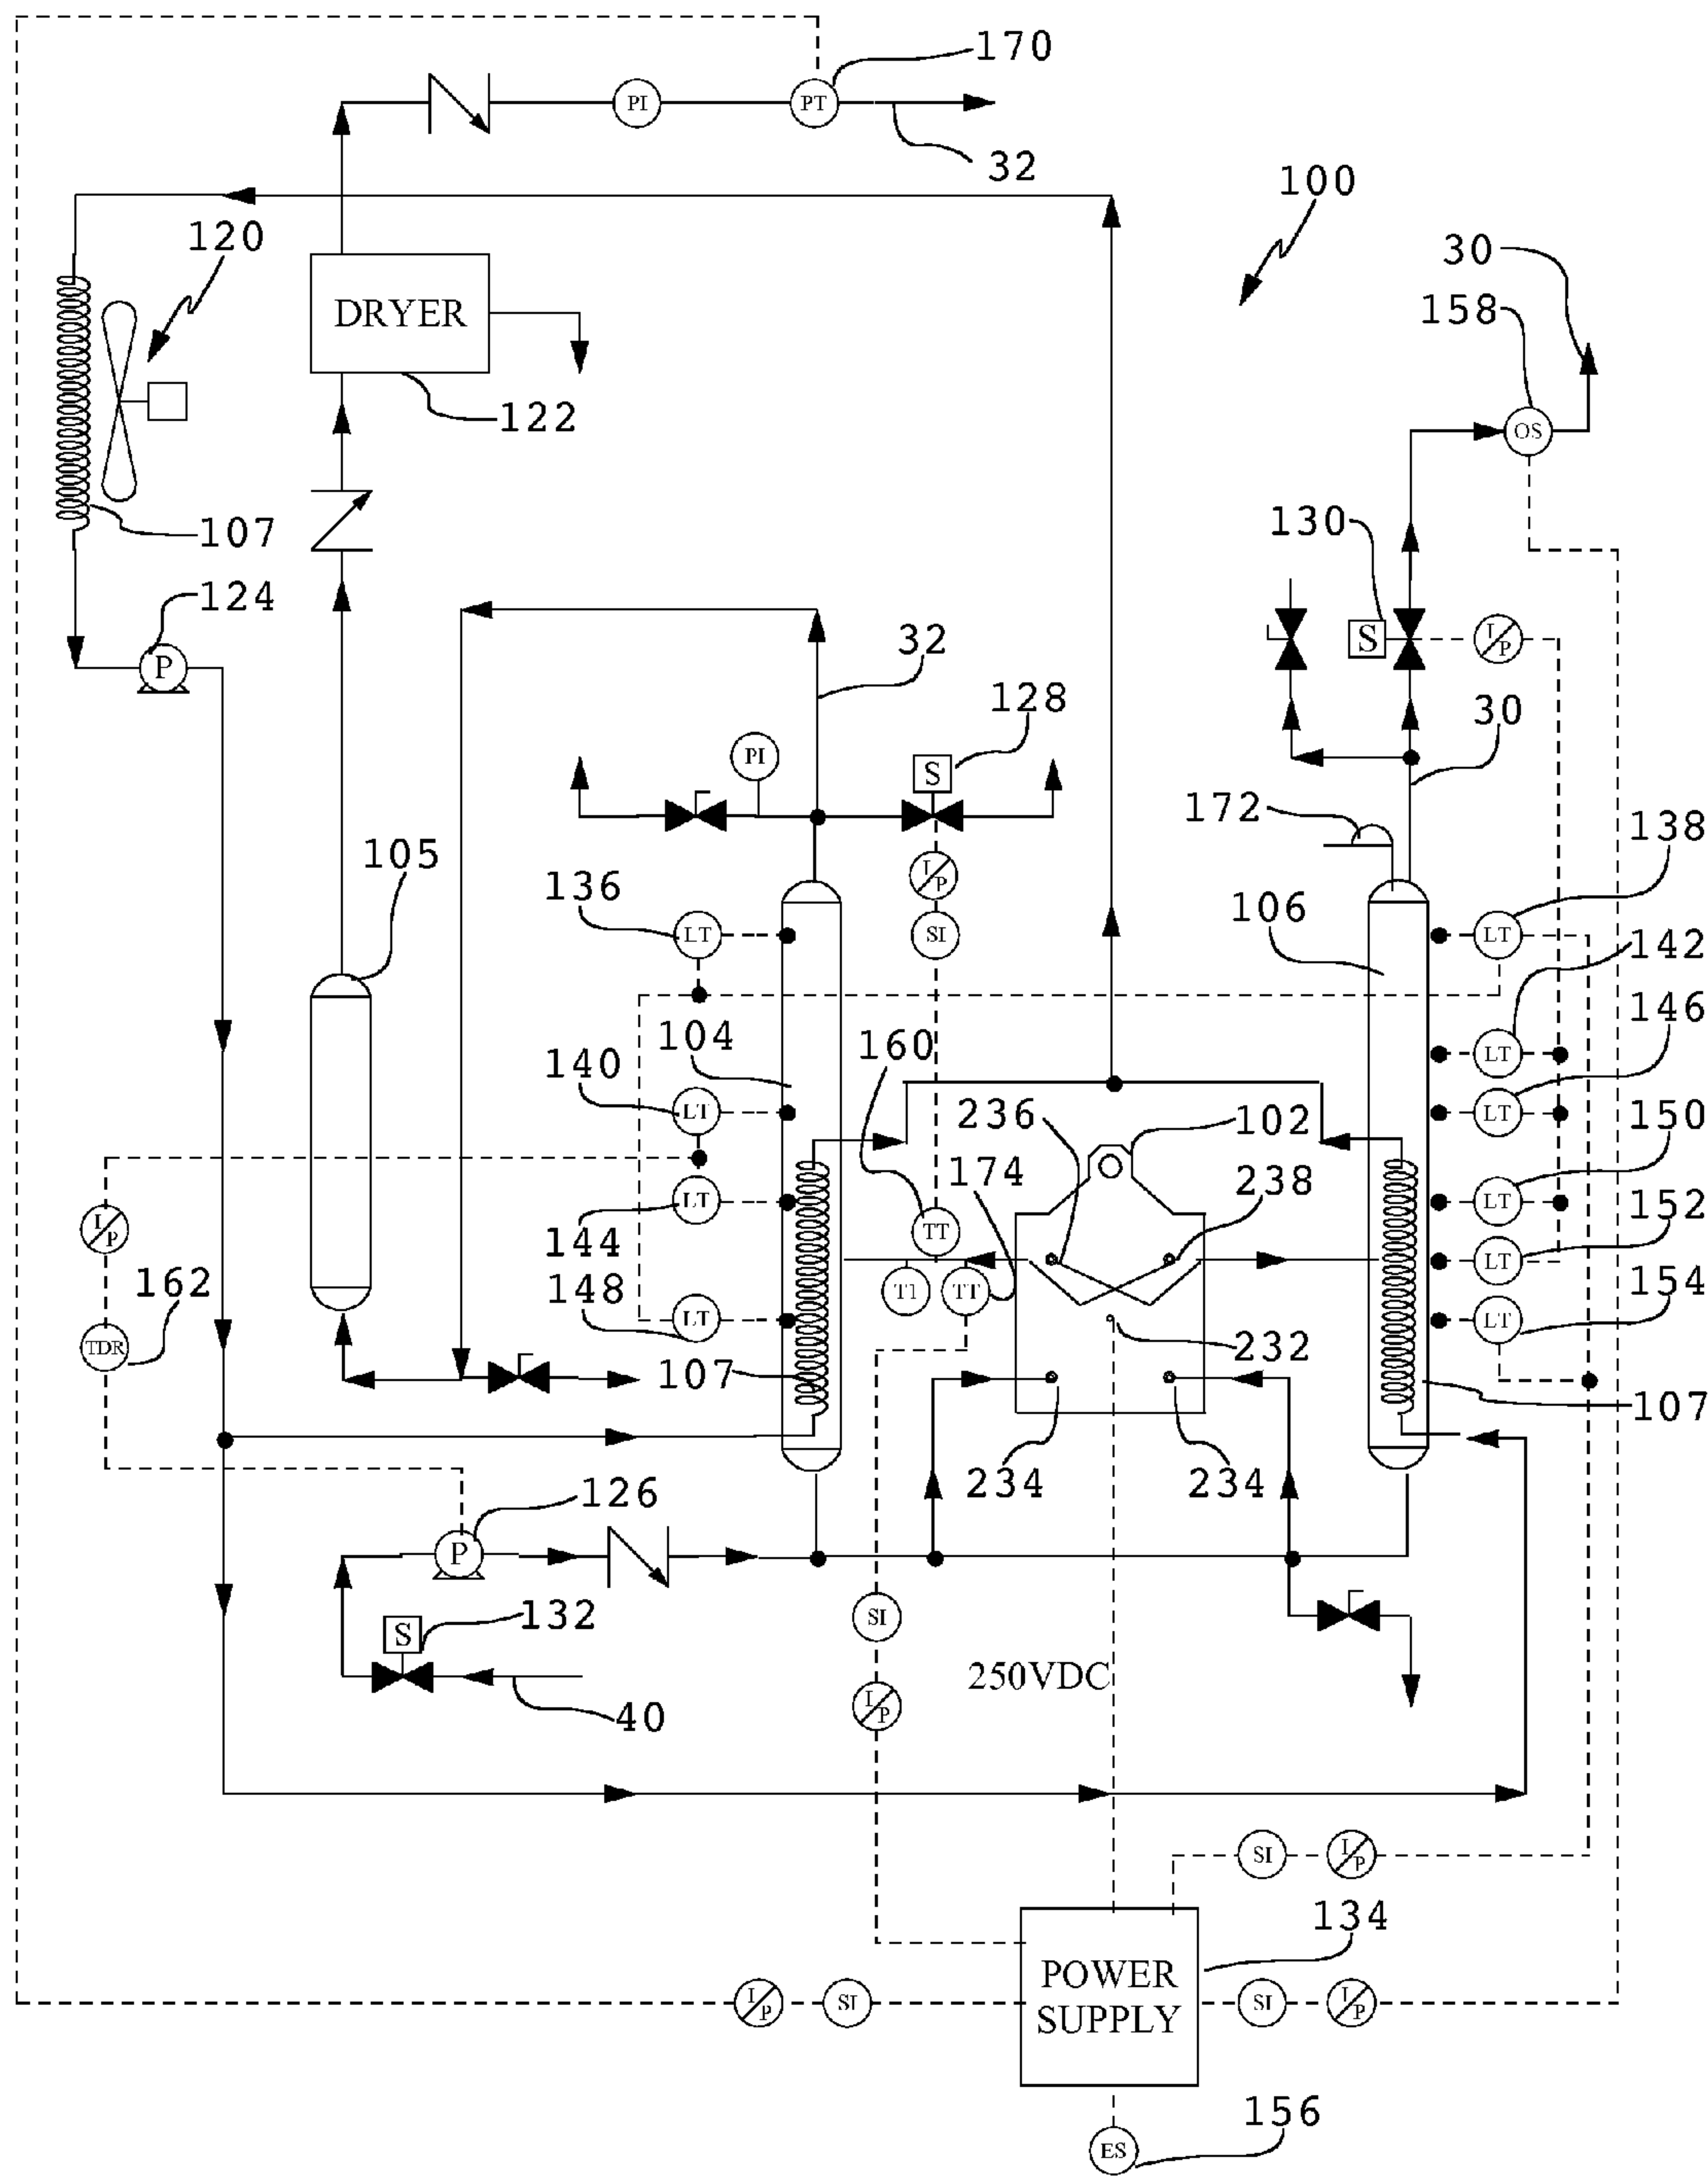 170
PI
PT
32
100
120
30
158
DRYER
OS
122
107
130
124
P
S
I/P
32
128
30
PI
S
172
138
105
I/P
136
106
LT
SI
LT
142
146
104
160
140
LT
LT
236
102
LT
150
174
238
I/P
LT
TT
LT
152
144
162
148
TI
TT
LT
154
TDR
LT
232
LT
107
107
234
234
126
P
132
S
SI
250VDC
I/P
40
SI
I/P
134
POWER
SUPPLY
I/P
SI
SI
I/P
156
ES